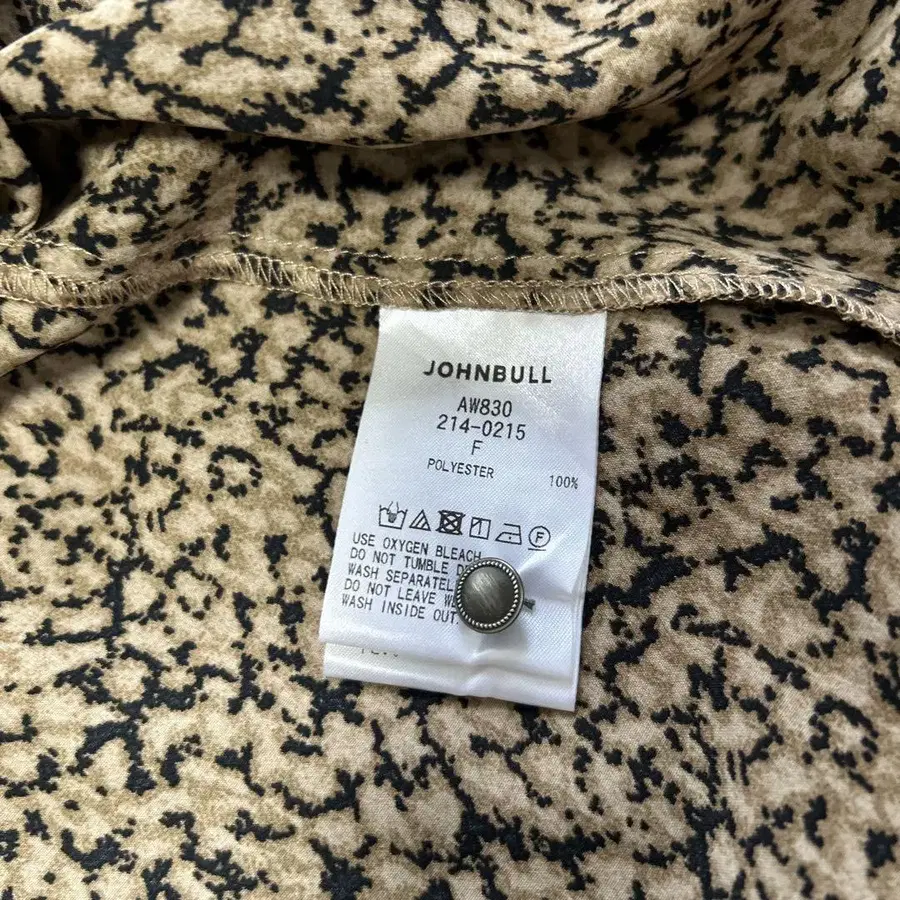 JOHNBULL
AW830
214-0215
F
POLYESTER 100%
F
USE OXYGEN BLEACH
DO NOT TUMBLE
WASH SEPARATEL
DO NOT LEAVE
WASH INSIDE OUT.